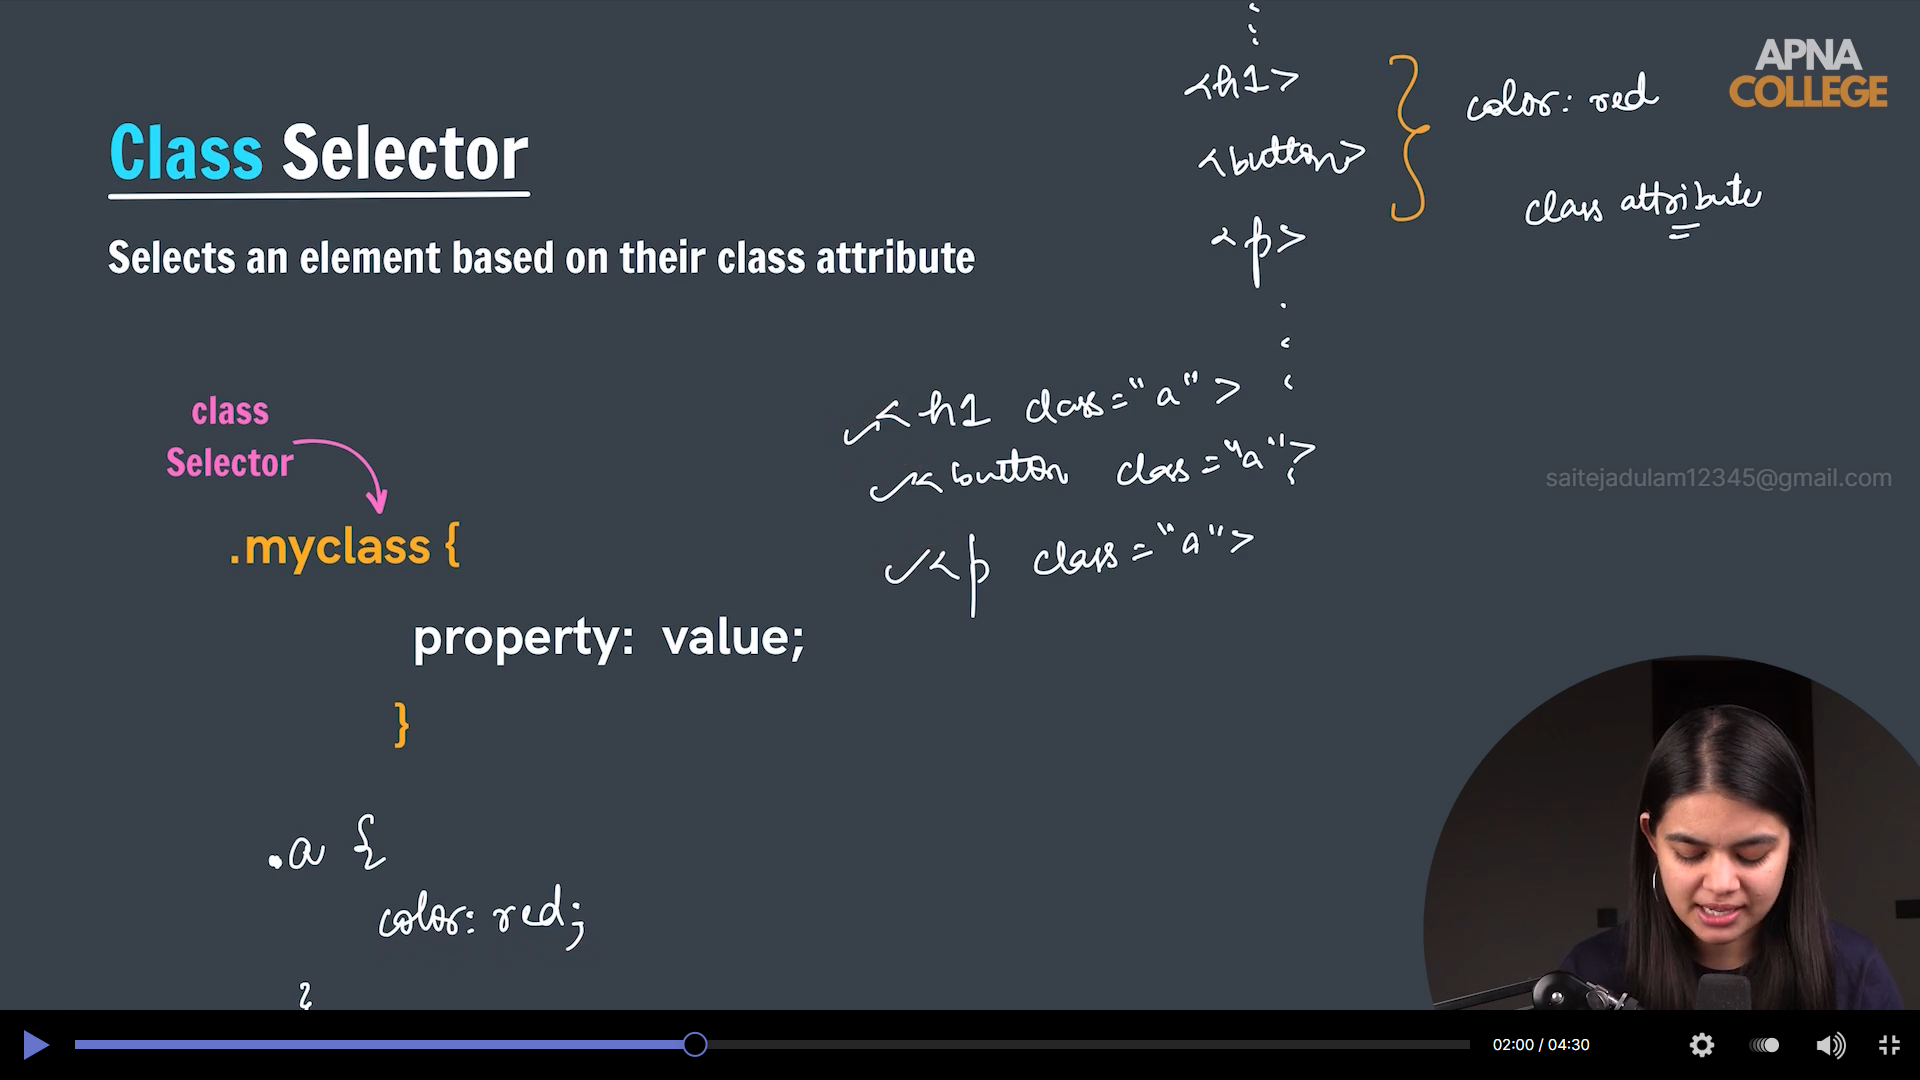 APNA
COLLEGE
Class Selector
Selects an element based on their class attribute
<h1>
<button>
<p>
color: red
class attribute
<h1 class="a">
<button class="a">
<p class="a">
class
Selector
.myclass {
property: value;
}
saitejadulam12345@gmail.com
.a {
color: red;
02:00 / 04:30